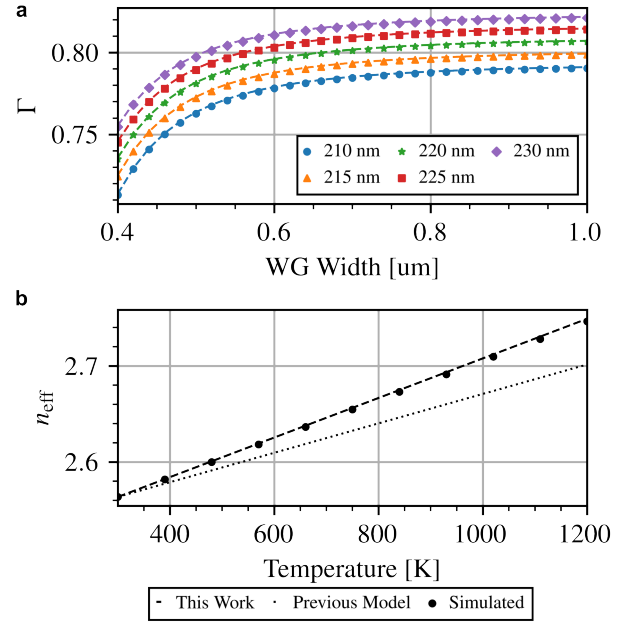 a
Γ
0.80
0.75
210 nm 220 nm 230 nm
215 nm 225 nm
0.4 0.6 0.8 1.0
WG Width [um]
b
n_eff
2.7
2.6
400 600 800 1000 1200
Temperature [K]
This Work Previous Model Simulated